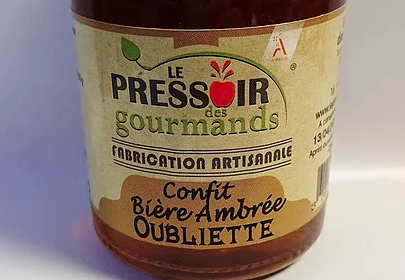 LE
PRESSOIR
des
gourmands
FABRICATION ARTISANALE
Confit
Bière Ambrée
OUBLIETTE